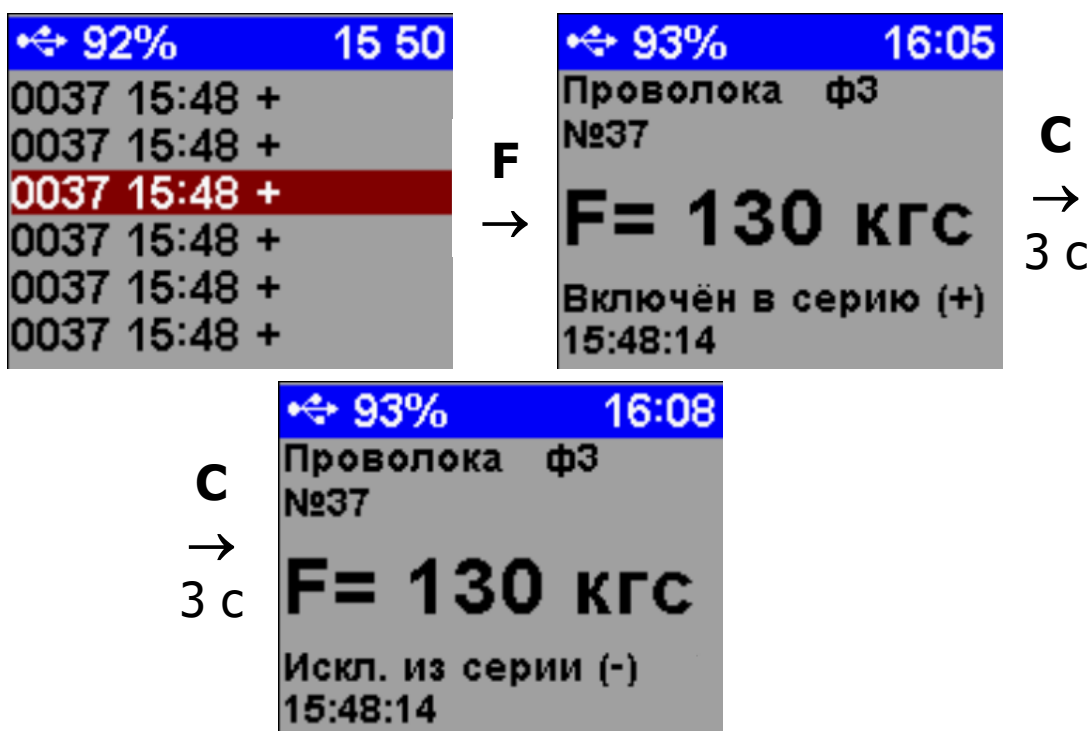 92% 15 50
0037 15:48 +
0037 15:48 +
0037 15:48 +
0037 15:48 +
0037 15:48 +
0037 15:48 +
F
→
93% 16:05
Проволока ф3
№37
F= 130 кгс
Включён в серию (+)
15:48:14
C
→
3 с
C
→
3 с
93% 16:08
Проволока ф3
№37
F= 130 кгс
Искл. из серии (-)
15:48:14